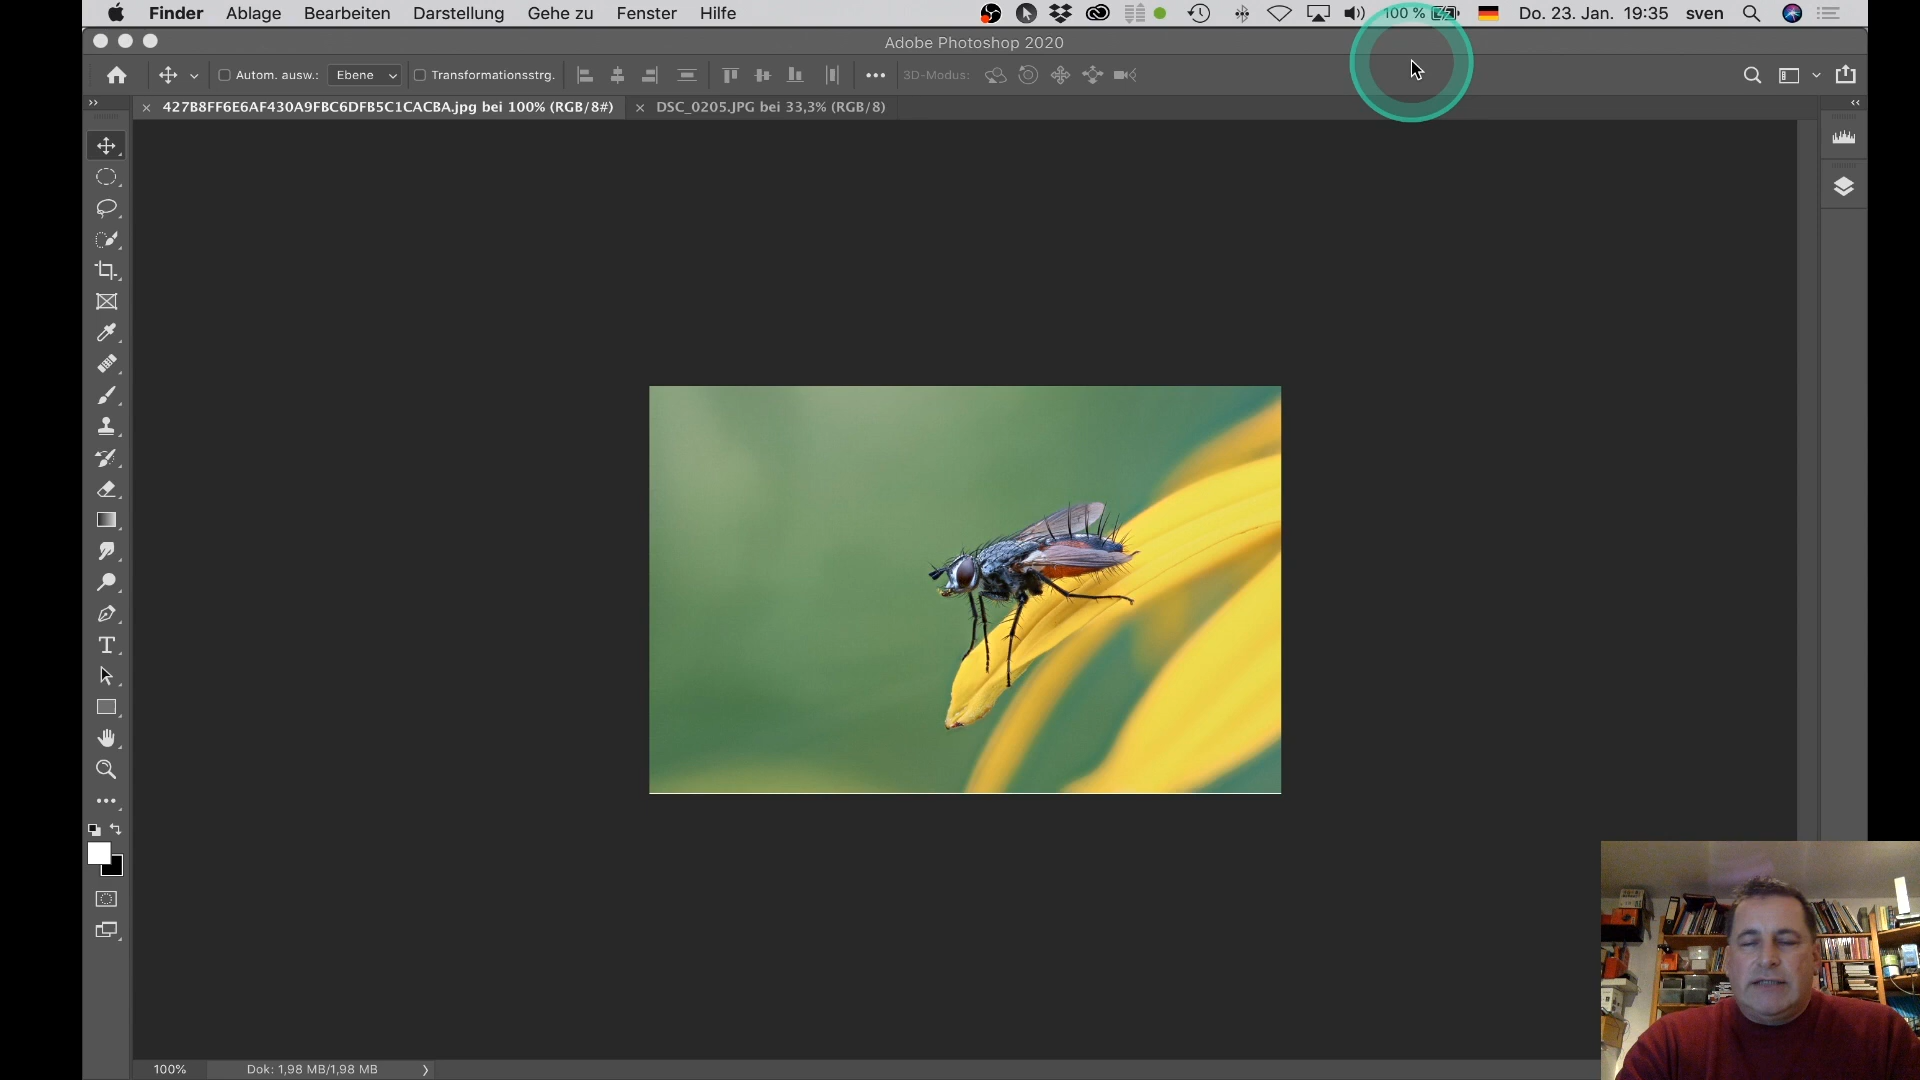 Finder Ablage Bearbeiten Darstellung Gehe zu Fenster Hilfe 100 % Do. 23. Jan. 19:35 sven
Adobe Photoshop 2020
Autom. ausw.: Ebene Transformationsstrg. 3D-Modus:
427B8FF6E6AF430A9FBC6DFB5C1CACBA.jpg bei 100% (RGB/8#) DSC_0205.JPG bei 33,3% (RGB/8)
100% Dok: 1,98 MB/1,98 MB